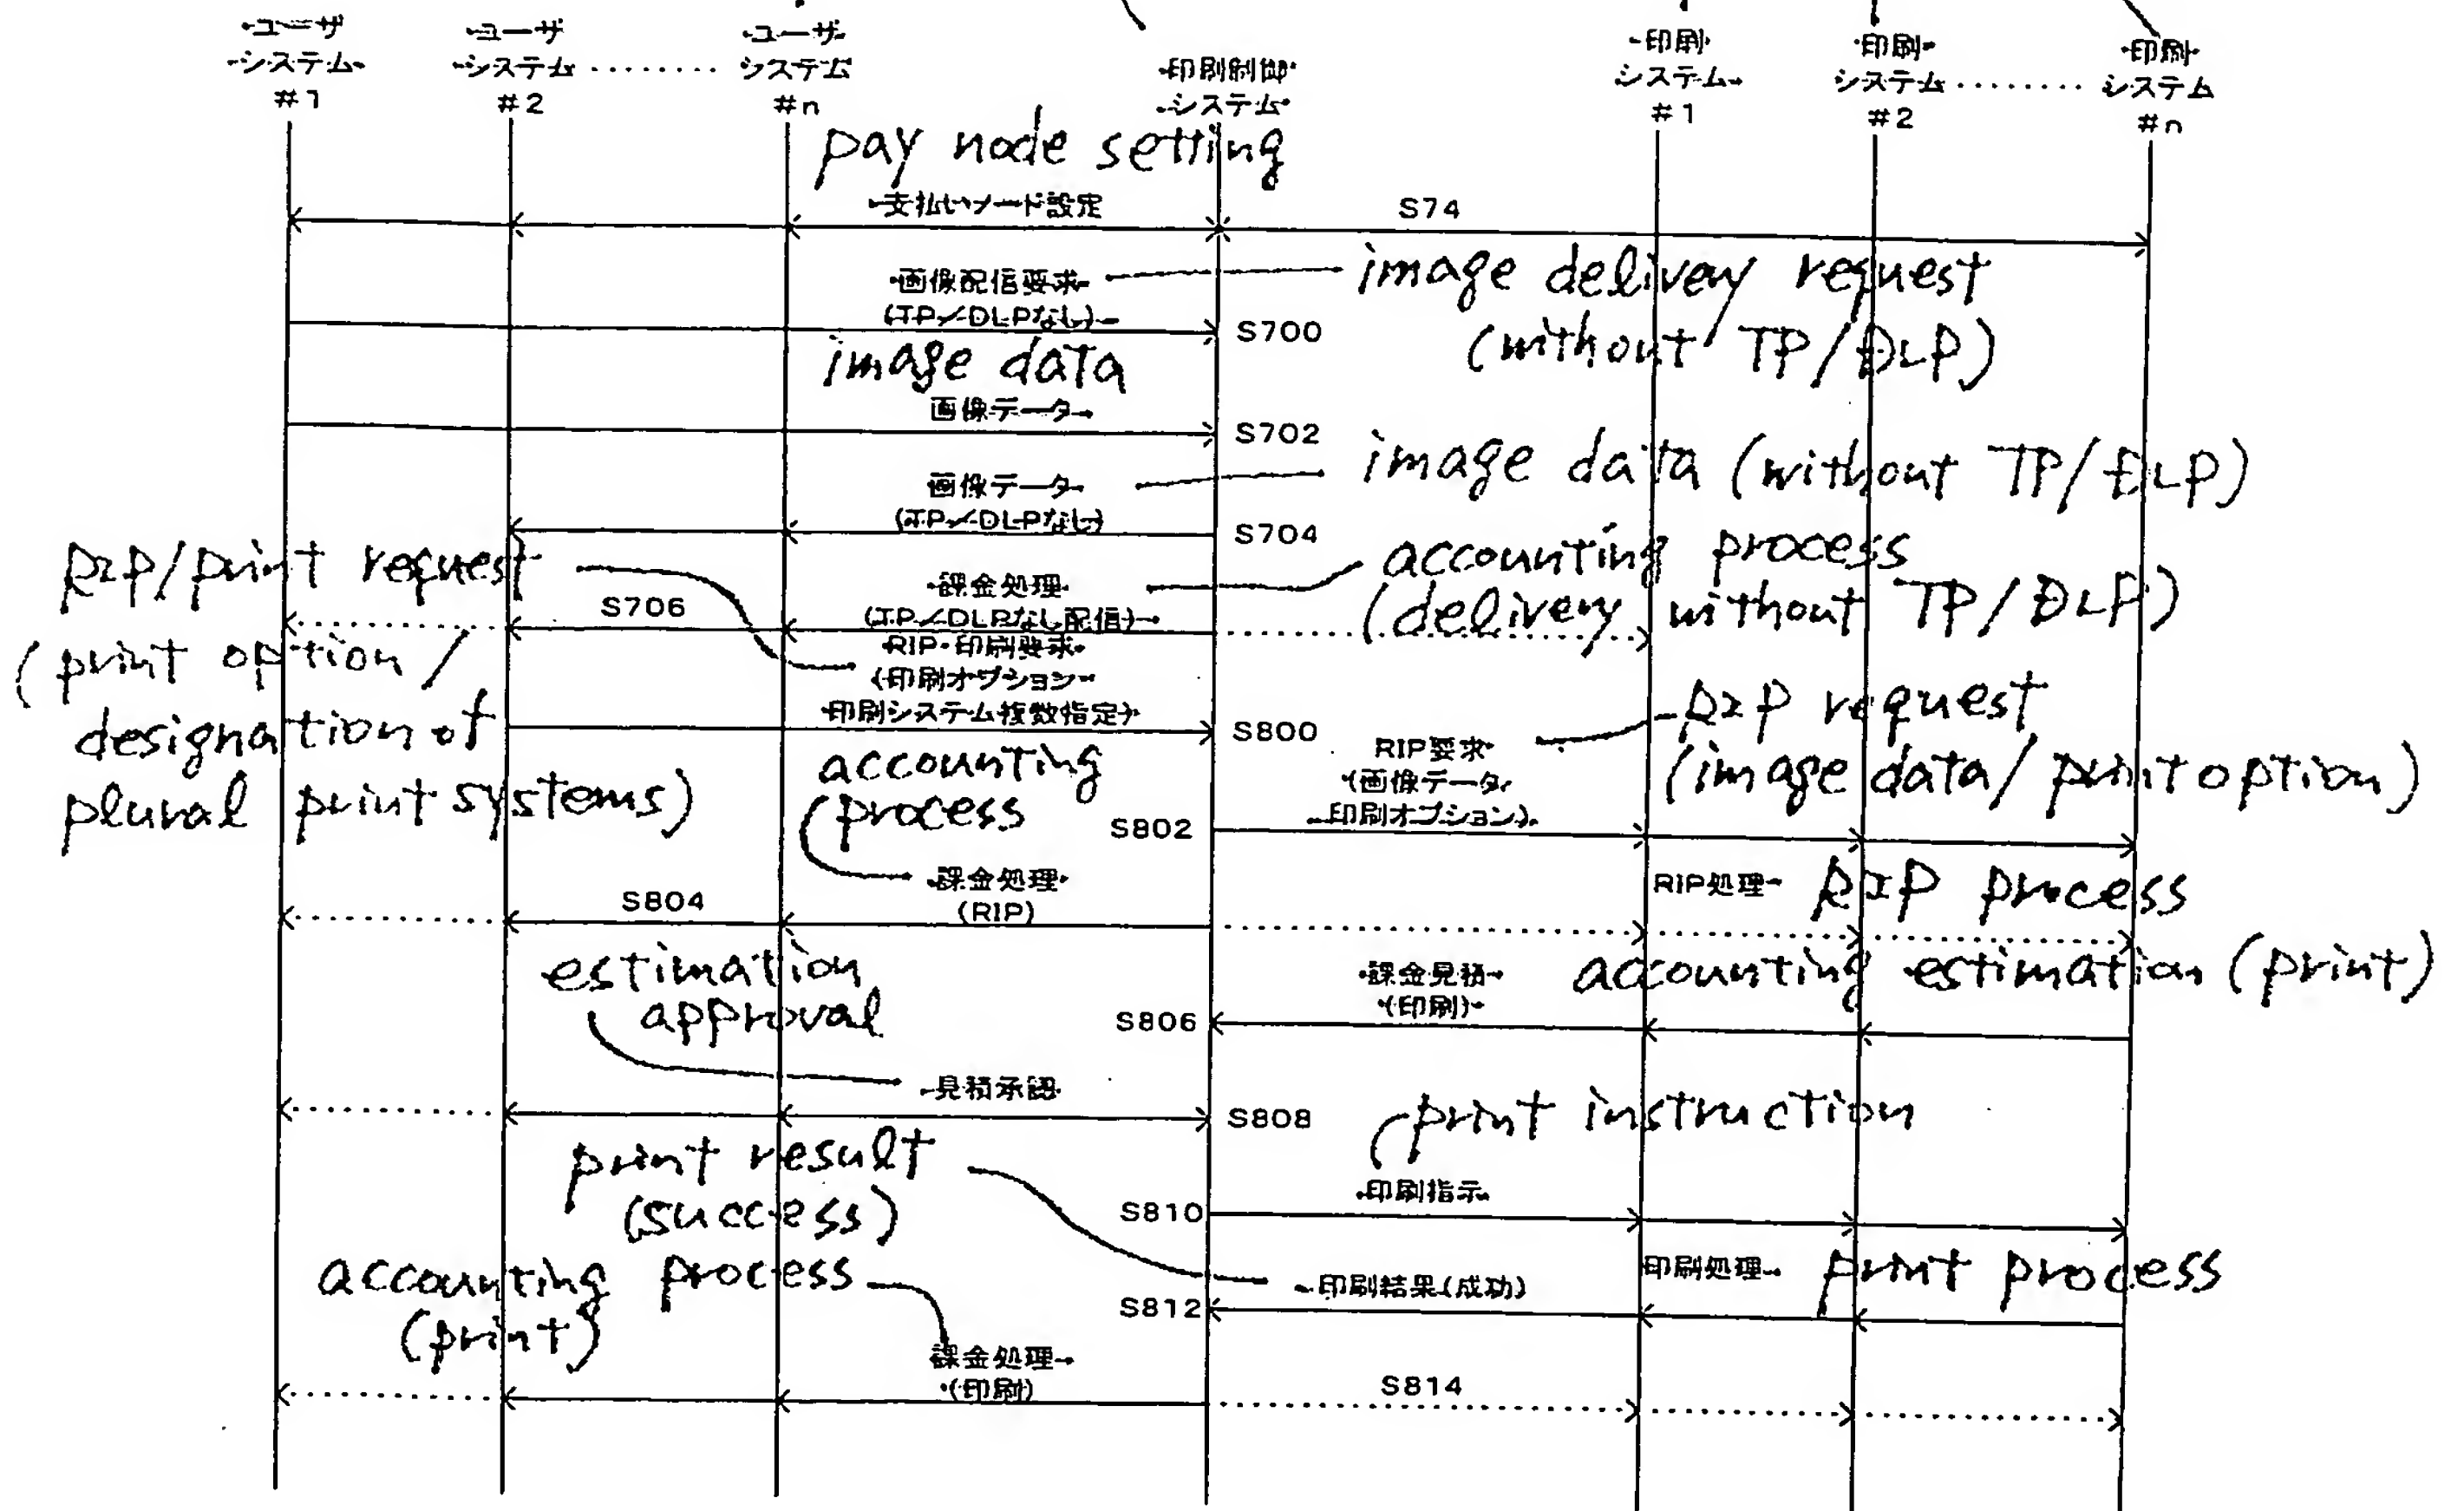 ユーザ
システム
#1
ユーザ
システム
#2
........
ユーザ
システム
#n
印刷制御
システム
印刷
システム
#1
印刷
システム
#2
........
印刷
システム
#n
pay node setting
支払いノード設定
S74
画像配信要求
(TP/DLPなし)
S700
image delivery request
(without TP/DLP)
image data
画像データ
S702
画像データ
(TP/DLPなし)
S704
image data (without TP/DLP)
RIP/print request
(print option/
designation of
plural print systems)
S706
課金処理
(TP/DLPなし配信)
accounting process
(delivery without TP/DLP)
RIP・印刷要求
(印刷オプション
印刷システム複数指定)
S800
RIP request
(image data/print option)
RIP要求
(画像データ
印刷オプション)
S802
accounting
process
課金処理
(RIP)
S804
RIP処理
RIP process
課金見積
(印刷)
S806
accounting estimation (print)
estimation
approval
見積承認
S808
print instruction
印刷指示
S810
print result
(success)
印刷処理
print process
印刷結果(成功)
S812
accounting process
(print)
課金処理
(印刷)
S814